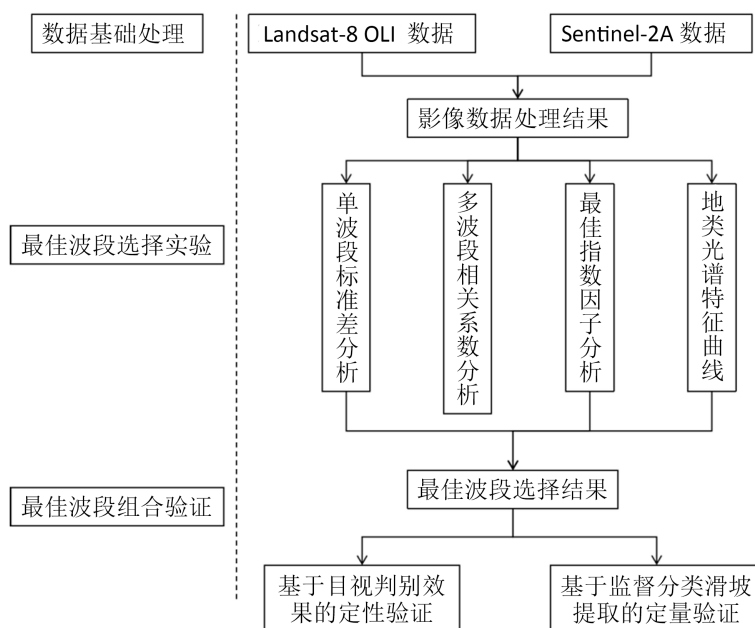 数据基础处理
Landsat-8 OLI 数据
Sentinel-2A 数据
影像数据处理结果
最佳波段选择实验
单波段标准差分析
多波段相关系数分析
最佳指数因子分析
地类光谱特征曲线
最佳波段组合验证
最佳波段选择结果
基于目视判别效
果的定性验证
基于监督分类滑坡
提取的定量验证